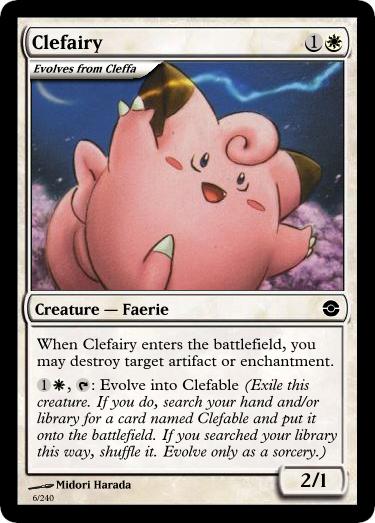 Clefairy 1
Evolves from Cleffa
Creature — Faerie
When Clefairy enters the battlefield, you
may destroy target artifact or enchantment.
1 , : Evolve into Clefable (Exile this
creature. If you do, search your hand and/or
library for a card named Clefable and put it
onto the battlefield. If you searched your library
this way, shuffle it. Evolve only as a sorcery.)
2/1
Midori Harada
6/240